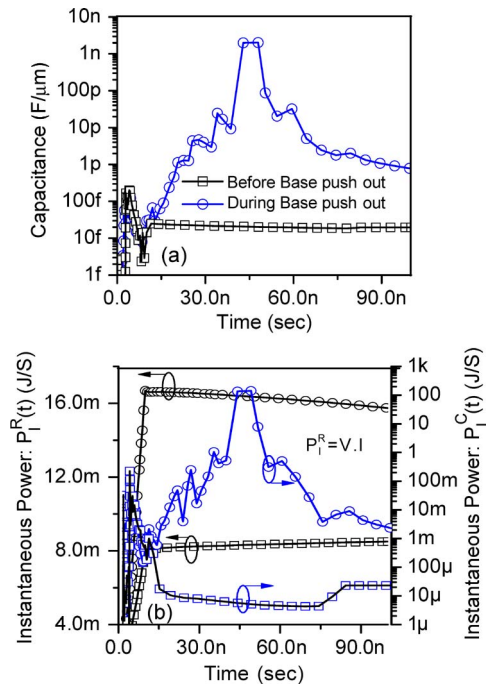 1n
1n
100p
10p
1p
100f
10f
1f
Capacitance (F/µm)
Before Base push out
During Base push out
(a)
0.0 30.0n 60.0n 90.0n
Time (sec)
16.0m
12.0m
8.0m
4.0m
Instantaneous Power: P_I^R(t) (J/S)
P_I^R=V.I
(b)
1k
100
10
1
100m
10m
1m
100µ
10µ
1µ
Instantaneous Power: P_I^C(t) (J/S)
0.0 30.0n 60.0n 90.0n
Time (sec)